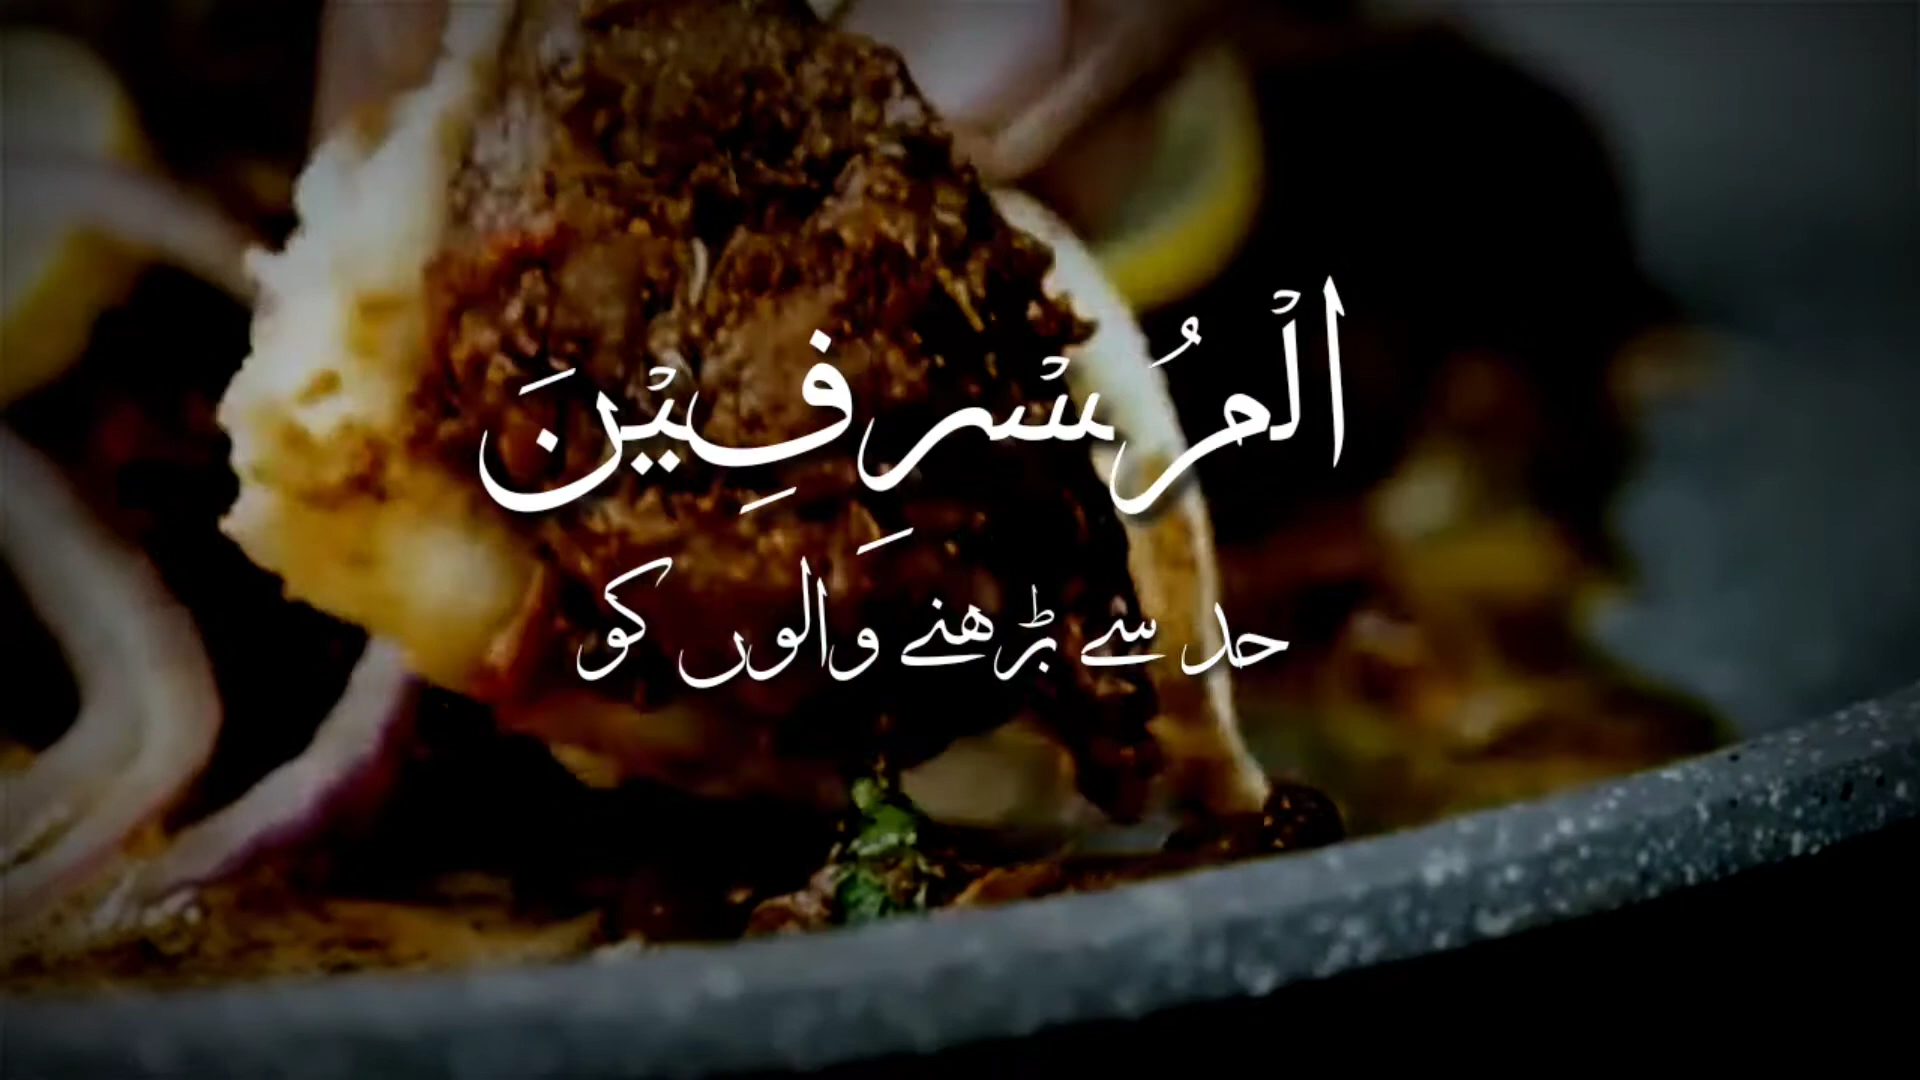 الْمُسْرِفِيْنَ
حد سے بڑھنے والوں کو